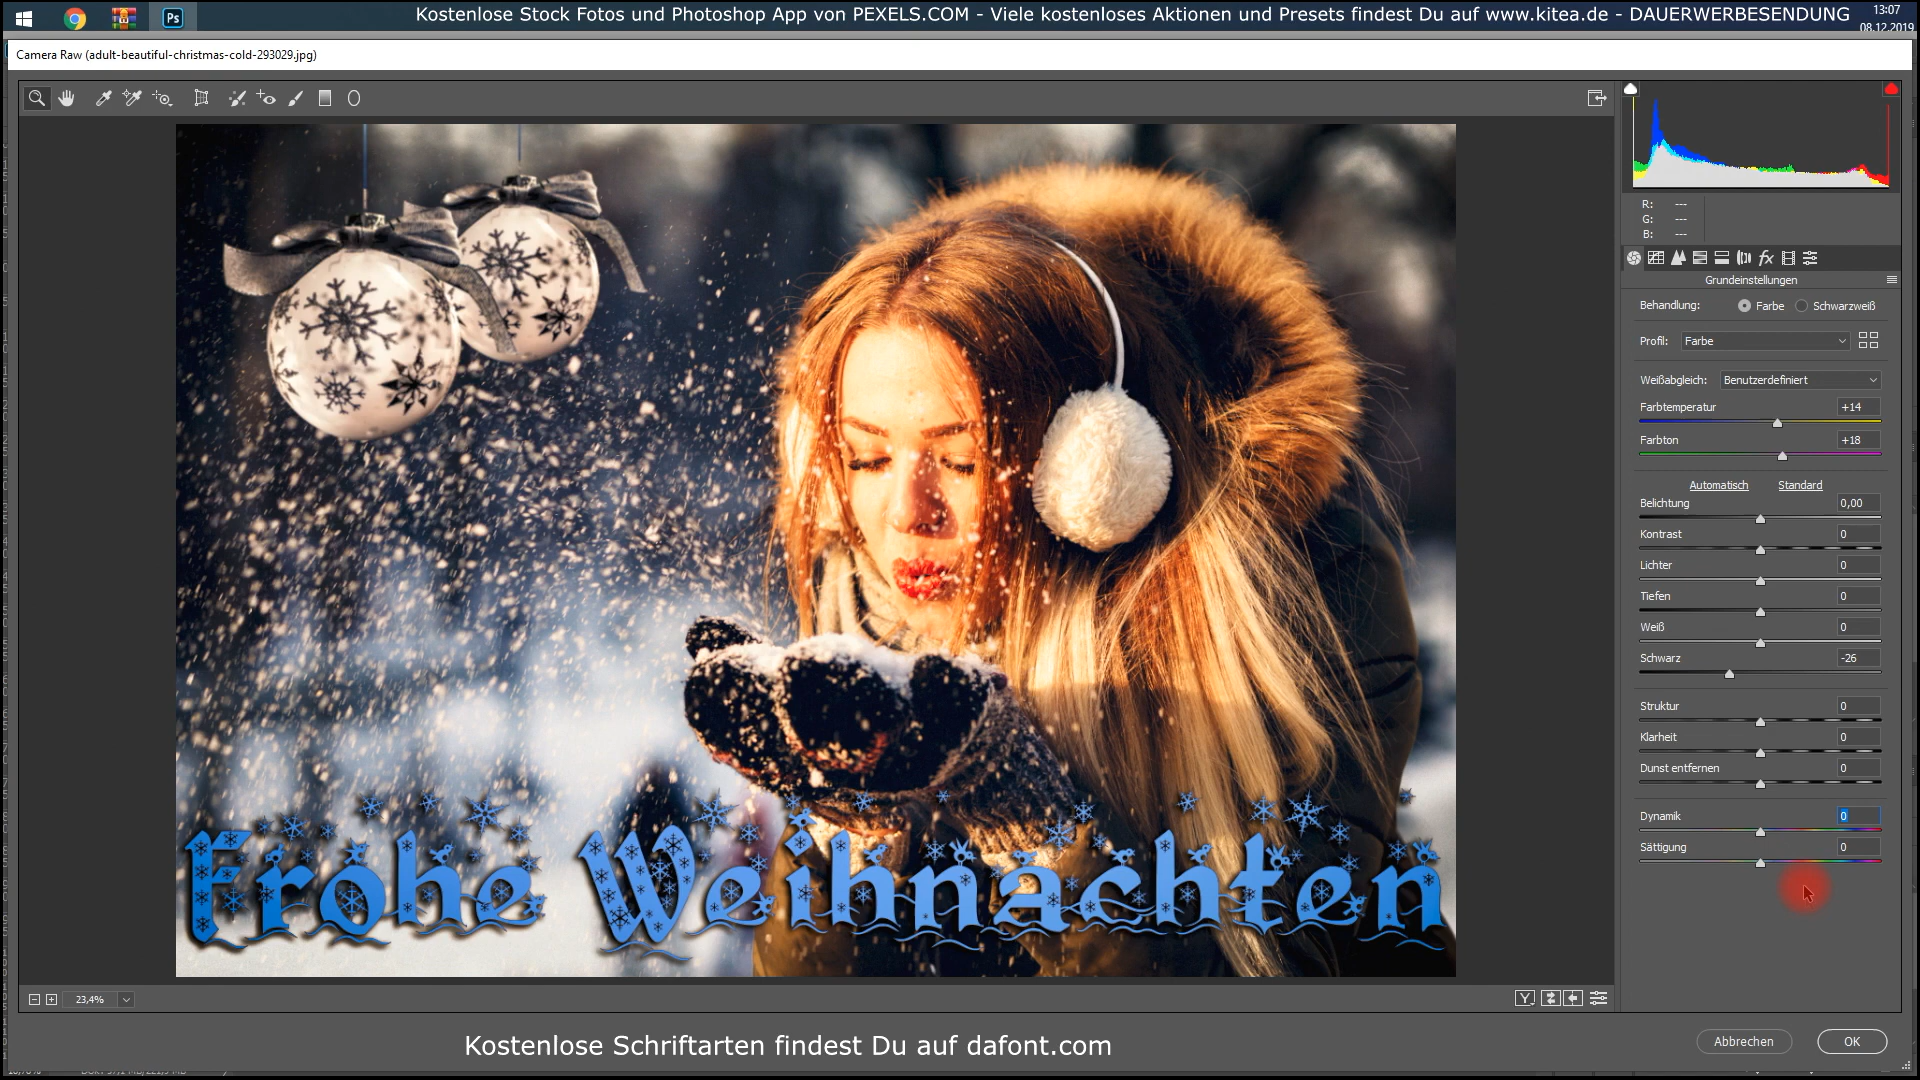 Ps
Kostenlose Stock Fotos und Photoshop App von PEXELS.COM - Viele kostenloses Aktionen und Presets findest Du auf www.kitea.de - DAUERWERBESENDUNG
13:07
08.12.2019
Camera Raw (adult-beautiful-christmas-cold-293029.jpg)
R: ---
G: ---
B: ---
fx
Grundeinstellungen
Behandlung: Farbe Schwarzweiß
Profil: Farbe
Weißabgleich: Benutzerdefiniert
Farbtemperatur +14
Farbton +18
Automatisch Standard
Belichtung 0,00
Kontrast 0
Lichter 0
Tiefen 0
Weiß 0
Schwarz -26
Struktur 0
Klarheit 0
Dunst entfernen 0
Dynamik 0
Sättigung 0
Frohe Weihnachten
23,4%
Y
Kostenlose Schriftarten findest Du auf dafont.com
Abbrechen OK